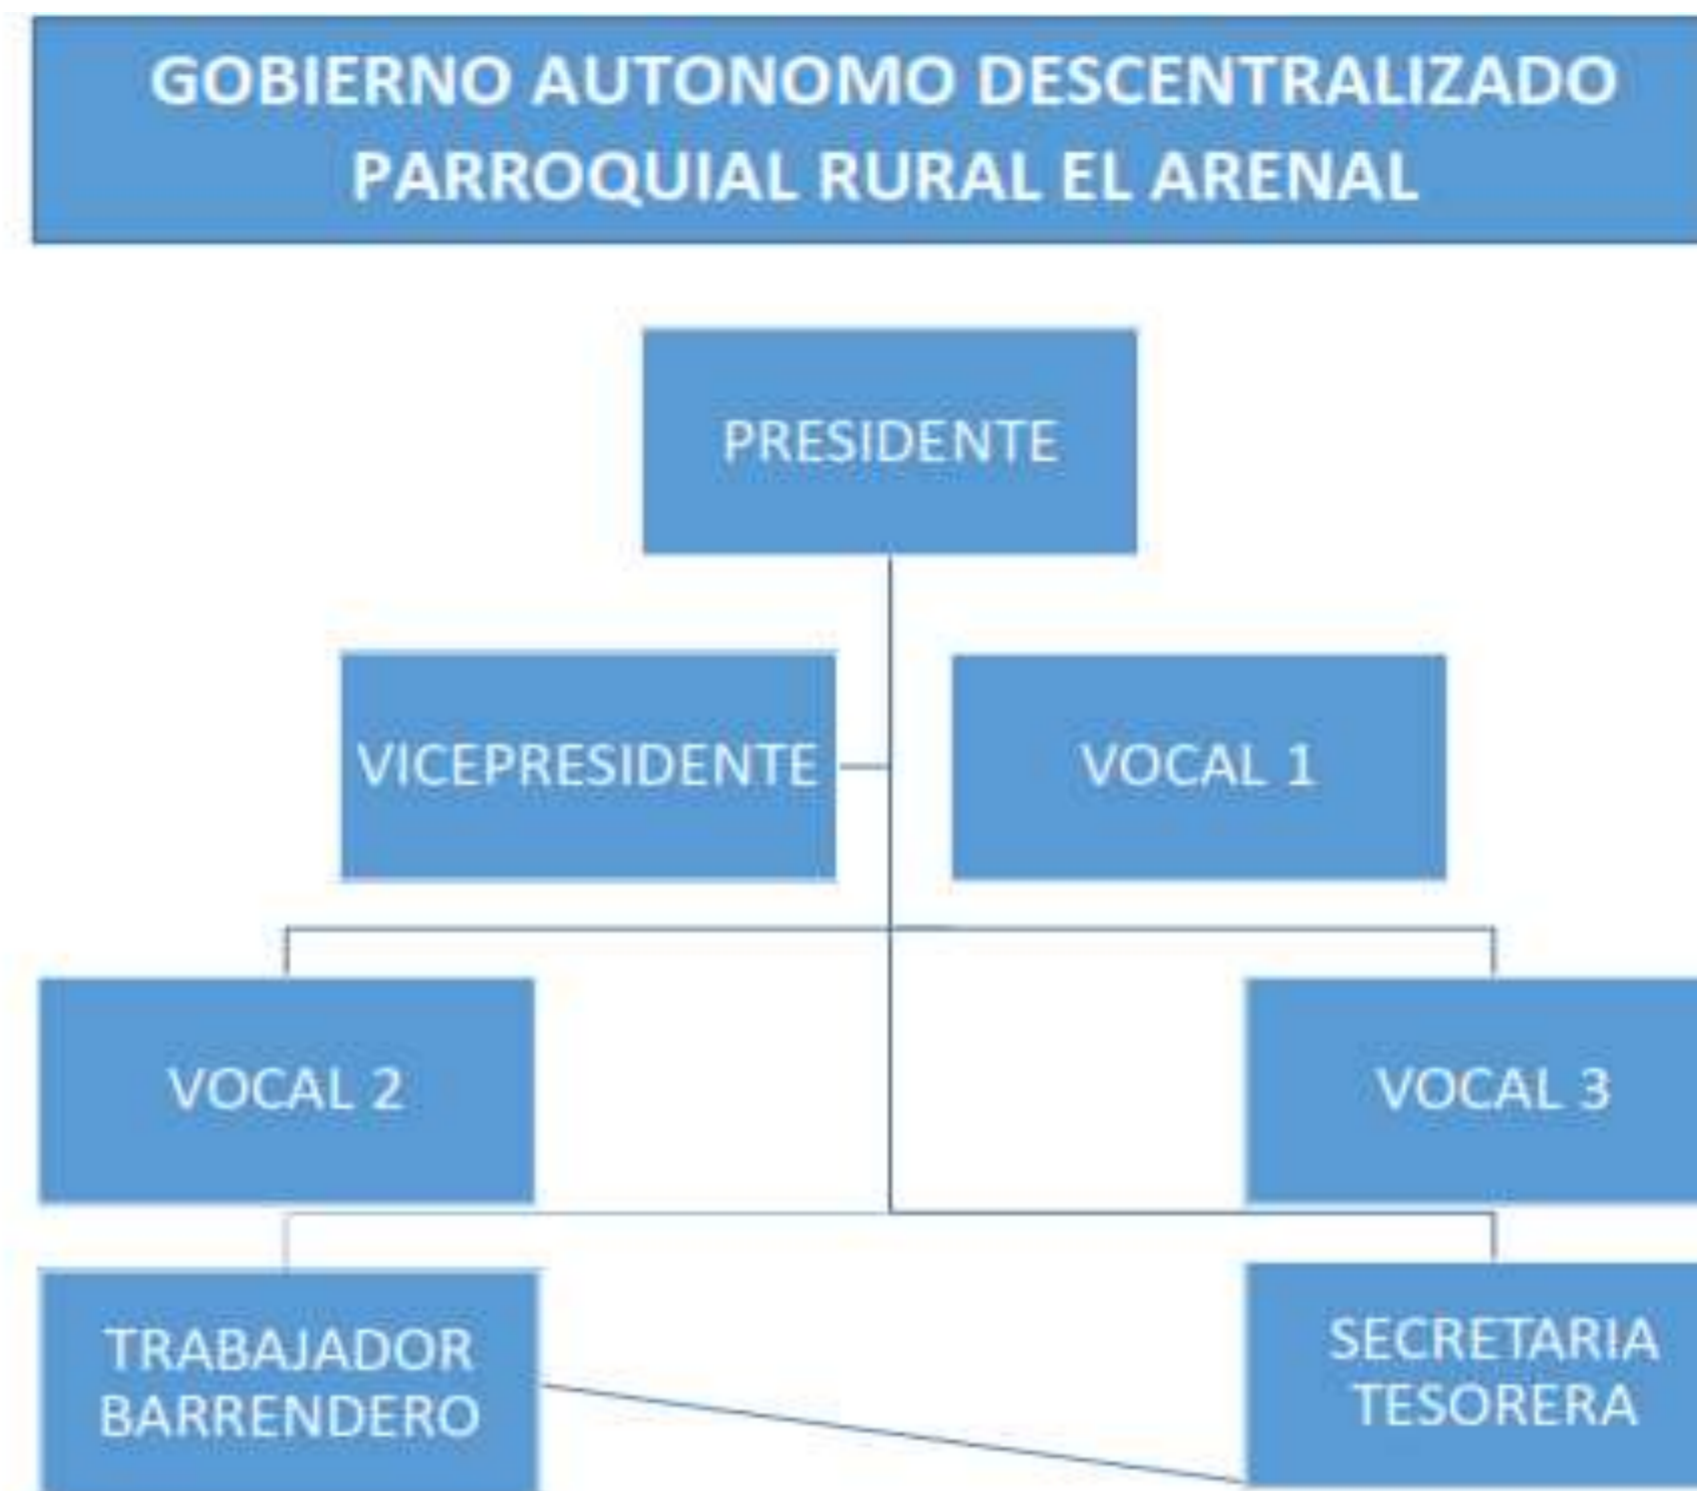 GOBIERNO AUTONOMO DESCENTRALIZADO
PARROQUIAL RURAL EL ARENAL
PRESIDENTE
VICEPRESIDENTE
VOCAL 1
VOCAL 2
VOCAL 3
TRABAJADOR
BARRENDERO
SECRETARIA
TESORERA